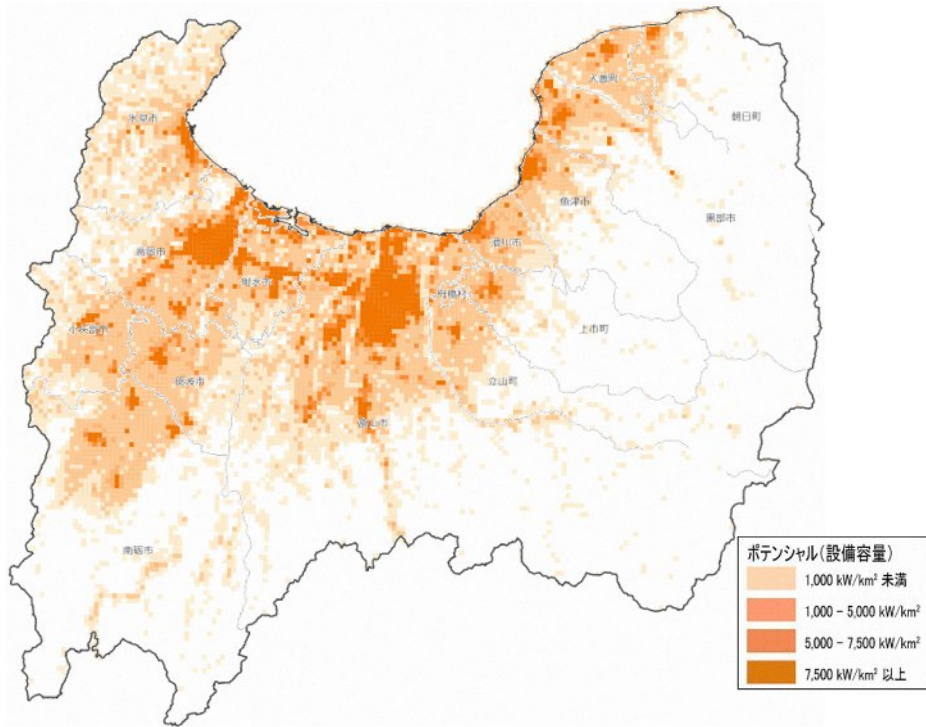 入善町
朝日町
氷見市
魚津市
黒部市
滑川市
高岡市
射水市
舟橋村
小矢部市
上市町
砺波市
立山町
富山市
南砺市
ポテンシャル(設備容量)
1,000 kW/km² 未満
1,000 - 5,000 kW/km²
5,000 - 7,500 kW/km²
7,500 kW/km² 以上